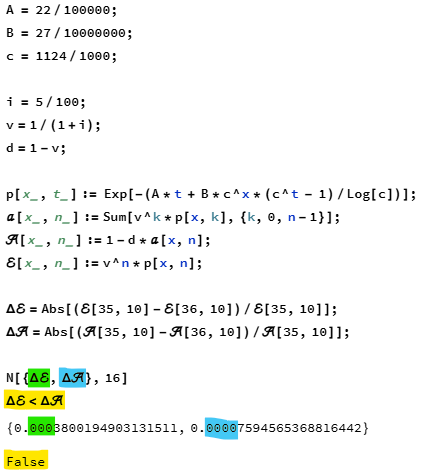 A = 22/100000;
B = 27/10000000;
c = 1124/1000;
i = 5/100;
v = 1/(1+i);
d = 1-v;
p[x_, t_] := Exp[-(A*t + B*c^x*(c^t - 1)/Log[c])];
𝒶[x_, n_] := Sum[v^k*p[x, k], {k, 0, n-1}];
𝒜[x_, n_] := 1-d*𝒶[x, n];
ℰ[x_, n_] := v^n*p[x, n];
Δℰ = Abs[(ℰ[35, 10]-ℰ[36, 10])/ℰ[35, 10]];
Δ𝒜 = Abs[(𝒜[35, 10]-𝒜[36, 10])/𝒜[35, 10]];
N[{Δℰ, Δ𝒜}, 16]
Δℰ < Δ𝒜
{0.0003800194903131511, 0.00007594565368816442}
False